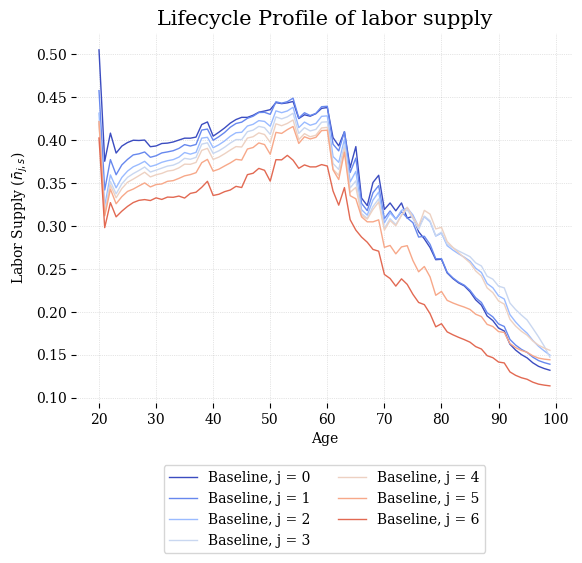 Lifecycle Profile of labor supply
Labor Supply (n̄j,s)
0.50
0.45
0.40
0.35
0.30
0.25
0.20
0.15
0.10
20 30 40 50 60 70 80 90 100
Age
Baseline, j = 0
Baseline, j = 1
Baseline, j = 2
Baseline, j = 3
Baseline, j = 4
Baseline, j = 5
Baseline, j = 6